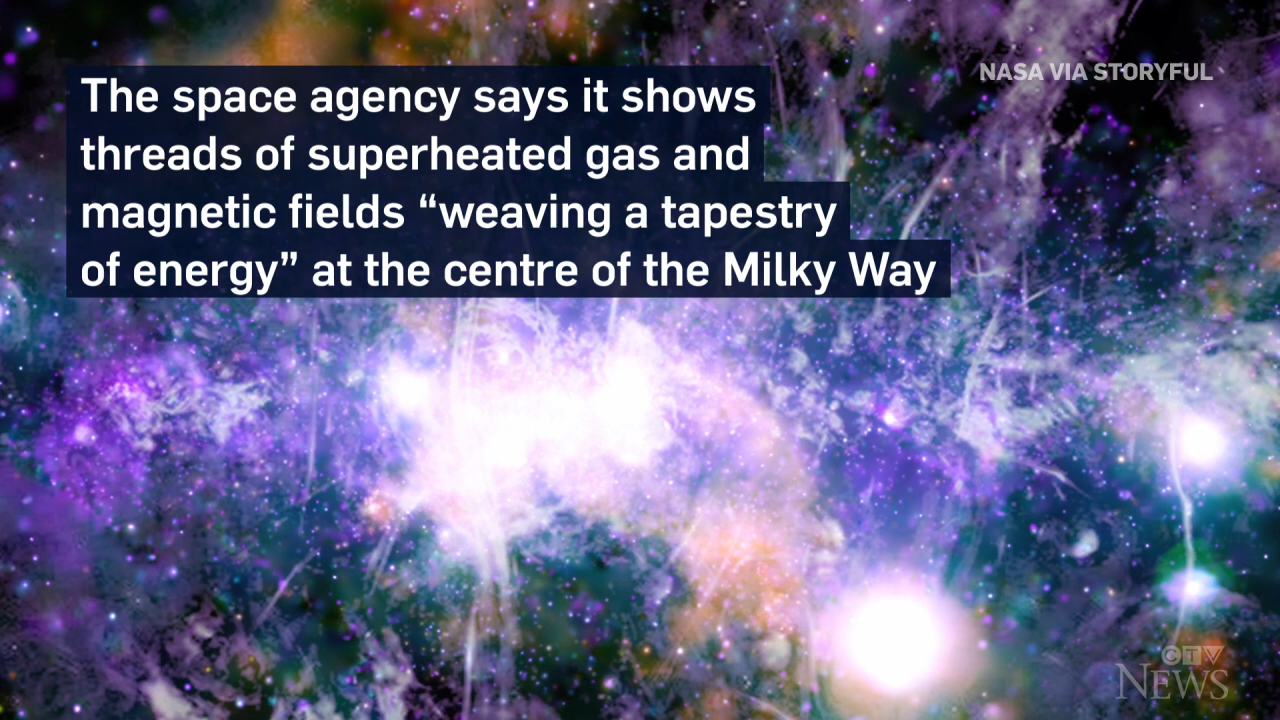 NASA VIA STORYFUL
The space agency says it shows
threads of superheated gas and
magnetic fields “weaving a tapestry
of energy” at the centre of the Milky Way
CTV
NEWS